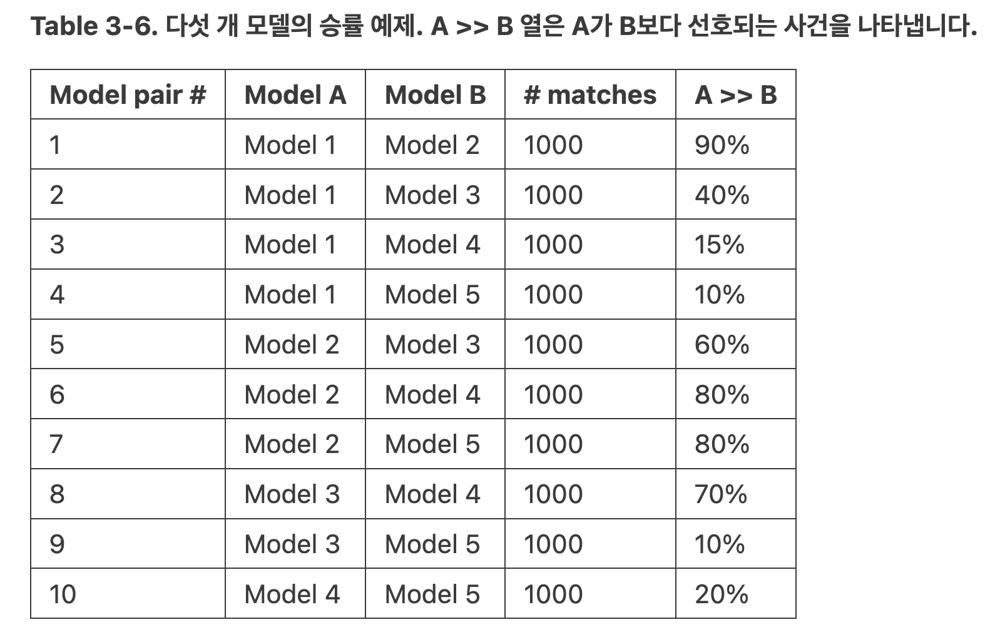 Table 3-6. 다섯 개 모델의 승률 예제. A >> B 열은 A가 B보다 선호되는 사건을 나타냅니다.
Model pair # Model A Model B # matches A >> B
1 Model 1 Model 2 1000 90%
2 Model 1 Model 3 1000 40%
3 Model 1 Model 4 1000 15%
4 Model 1 Model 5 1000 10%
5 Model 2 Model 3 1000 60%
6 Model 2 Model 4 1000 80%
7 Model 2 Model 5 1000 80%
8 Model 3 Model 4 1000 70%
9 Model 3 Model 5 1000 10%
10 Model 4 Model 5 1000 20%